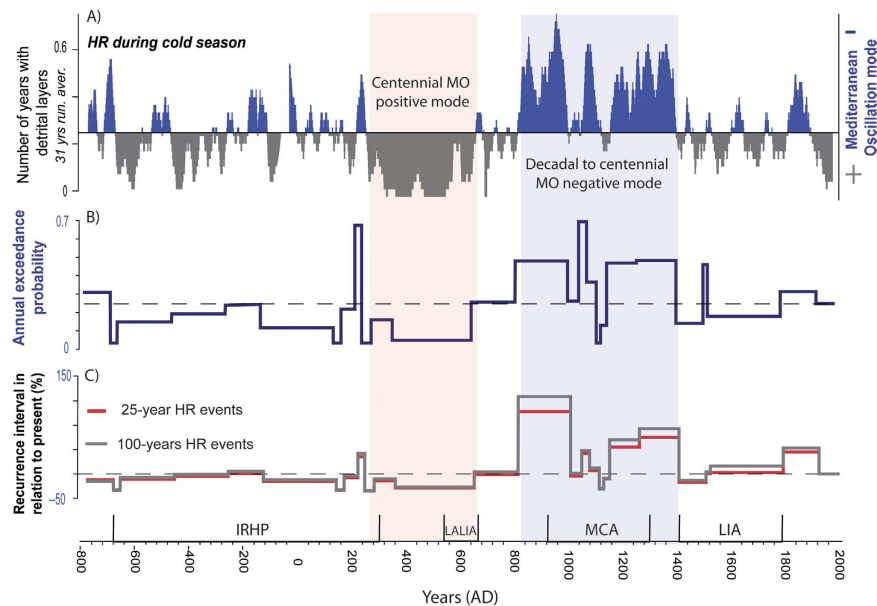 A)
HR during cold season
0.6
0
Number of years with
detrital layers
31 yrs run. aver.
Centennial MO
positive mode
Decadal to centennial
MO negative mode
Mediterranean −
Oscillation mode
+
B)
0.7
0
Annual exceedance
probability
C)
150
-50
Recurrence interval in
relation to present (%)
25-year HR events
100-years HR events
IRHP
LALIA
MCA
LIA
-800 -600 -400 -200 0 200 400 600 800 1000 1200 1400 1600 1800 2000
Years (AD)